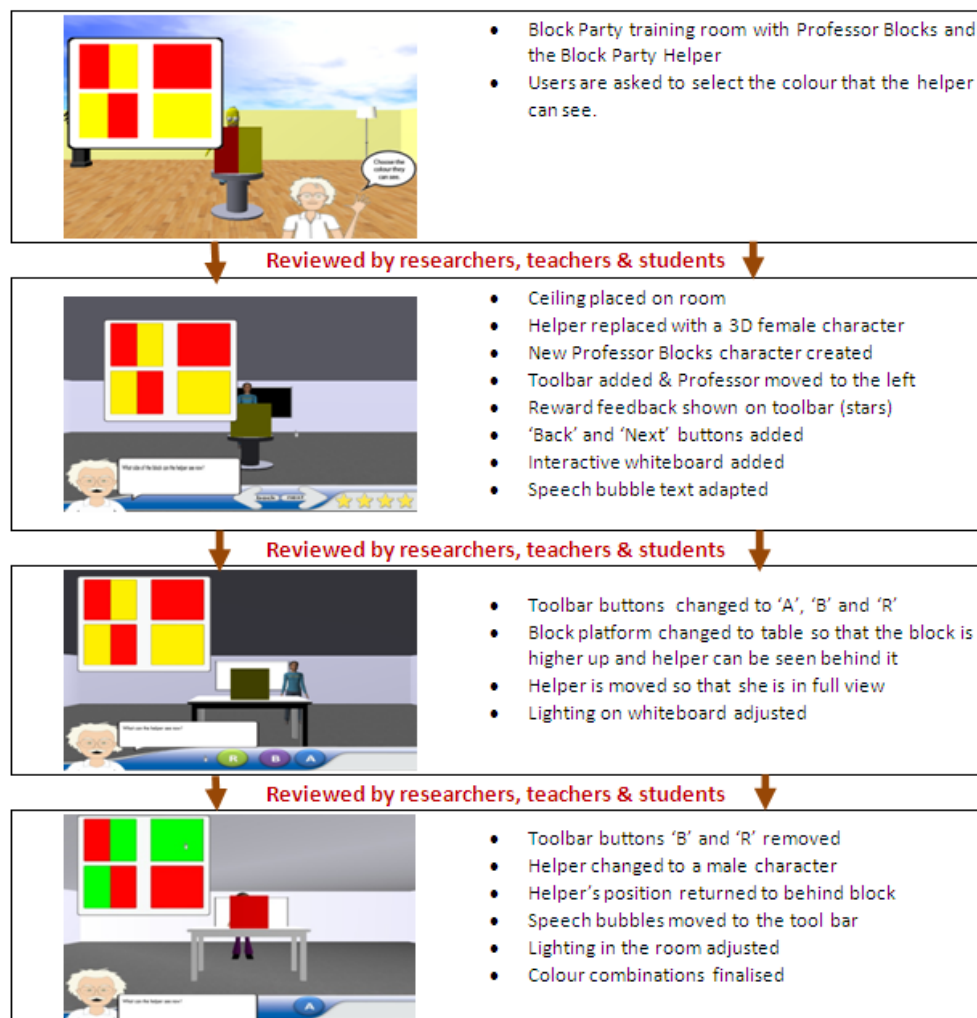 • Block Party training room with Professor Blocks and
the Block Party Helper
• Users are asked to select the colour that the helper
can see.
Choose the
colour they
can see.
Reviewed by researchers, teachers & students
• Ceiling placed on room
• Helper replaced with a 3D female character
• New Professor Blocks character created
• Toolbar added & Professor moved to the left
• Reward feedback shown on toolbar (stars)
• ‘Back’ and ‘Next’ buttons added
• Interactive whiteboard added
• Speech bubble text adapted
What side of the block can the helper see now?
back next
Reviewed by researchers, teachers & students
• Toolbar buttons changed to ‘A’, ‘B’ and ‘R’
• Block platform changed to table so that the block is
higher up and helper can be seen behind it
• Helper is moved so that she is in full view
• Lighting on whiteboard adjusted
What can the helper see now?
R B A
Reviewed by researchers, teachers & students
• Toolbar buttons ‘B’ and ‘R’ removed
• Helper changed to a male character
• Helper’s position returned to behind block
• Speech bubbles moved to the tool bar
• Lighting in the room adjusted
• Colour combinations finalised
What can the helper see now?
A